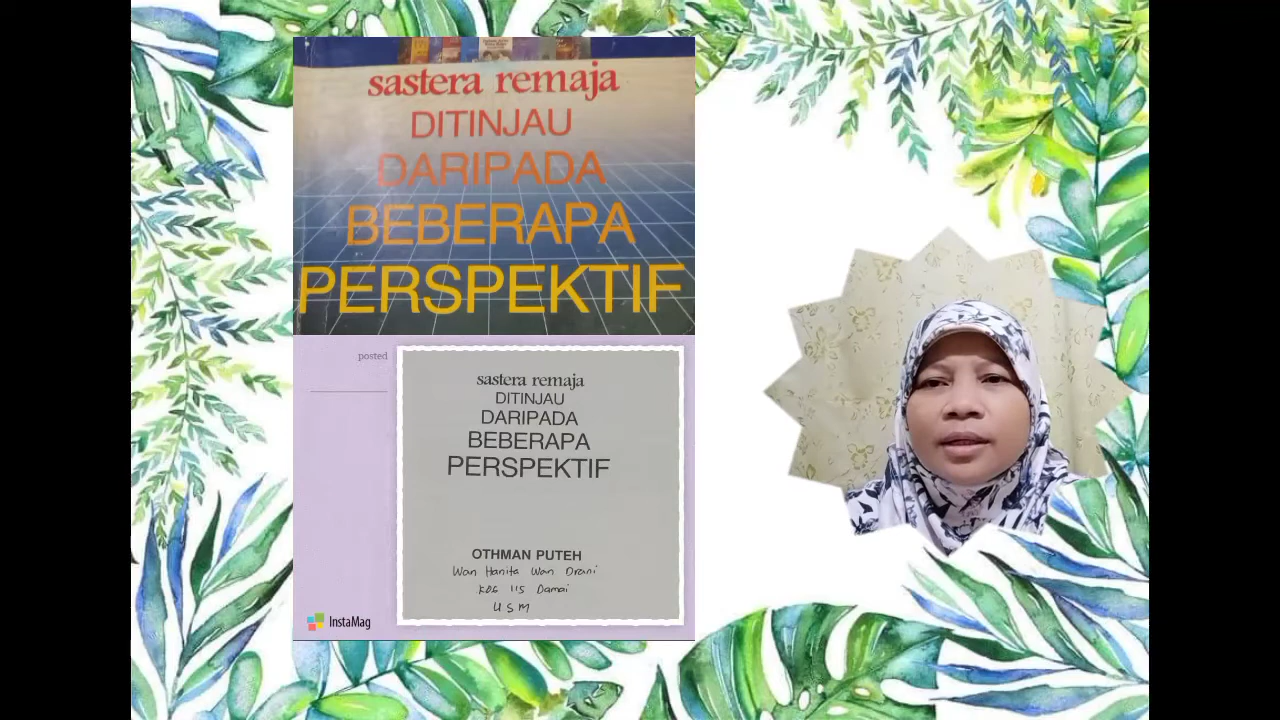 sastera remaja
DITINJAU
DARIPADA
BEBERAPA
PERSPEKTIF
posted
sastera remaja
DITINJAU
DARIPADA
BEBERAPA
PERSPEKTIF
OTHMAN PUTEH
Wan Hanita Wan Drani
K06 115 Damai
USM
InstaMag